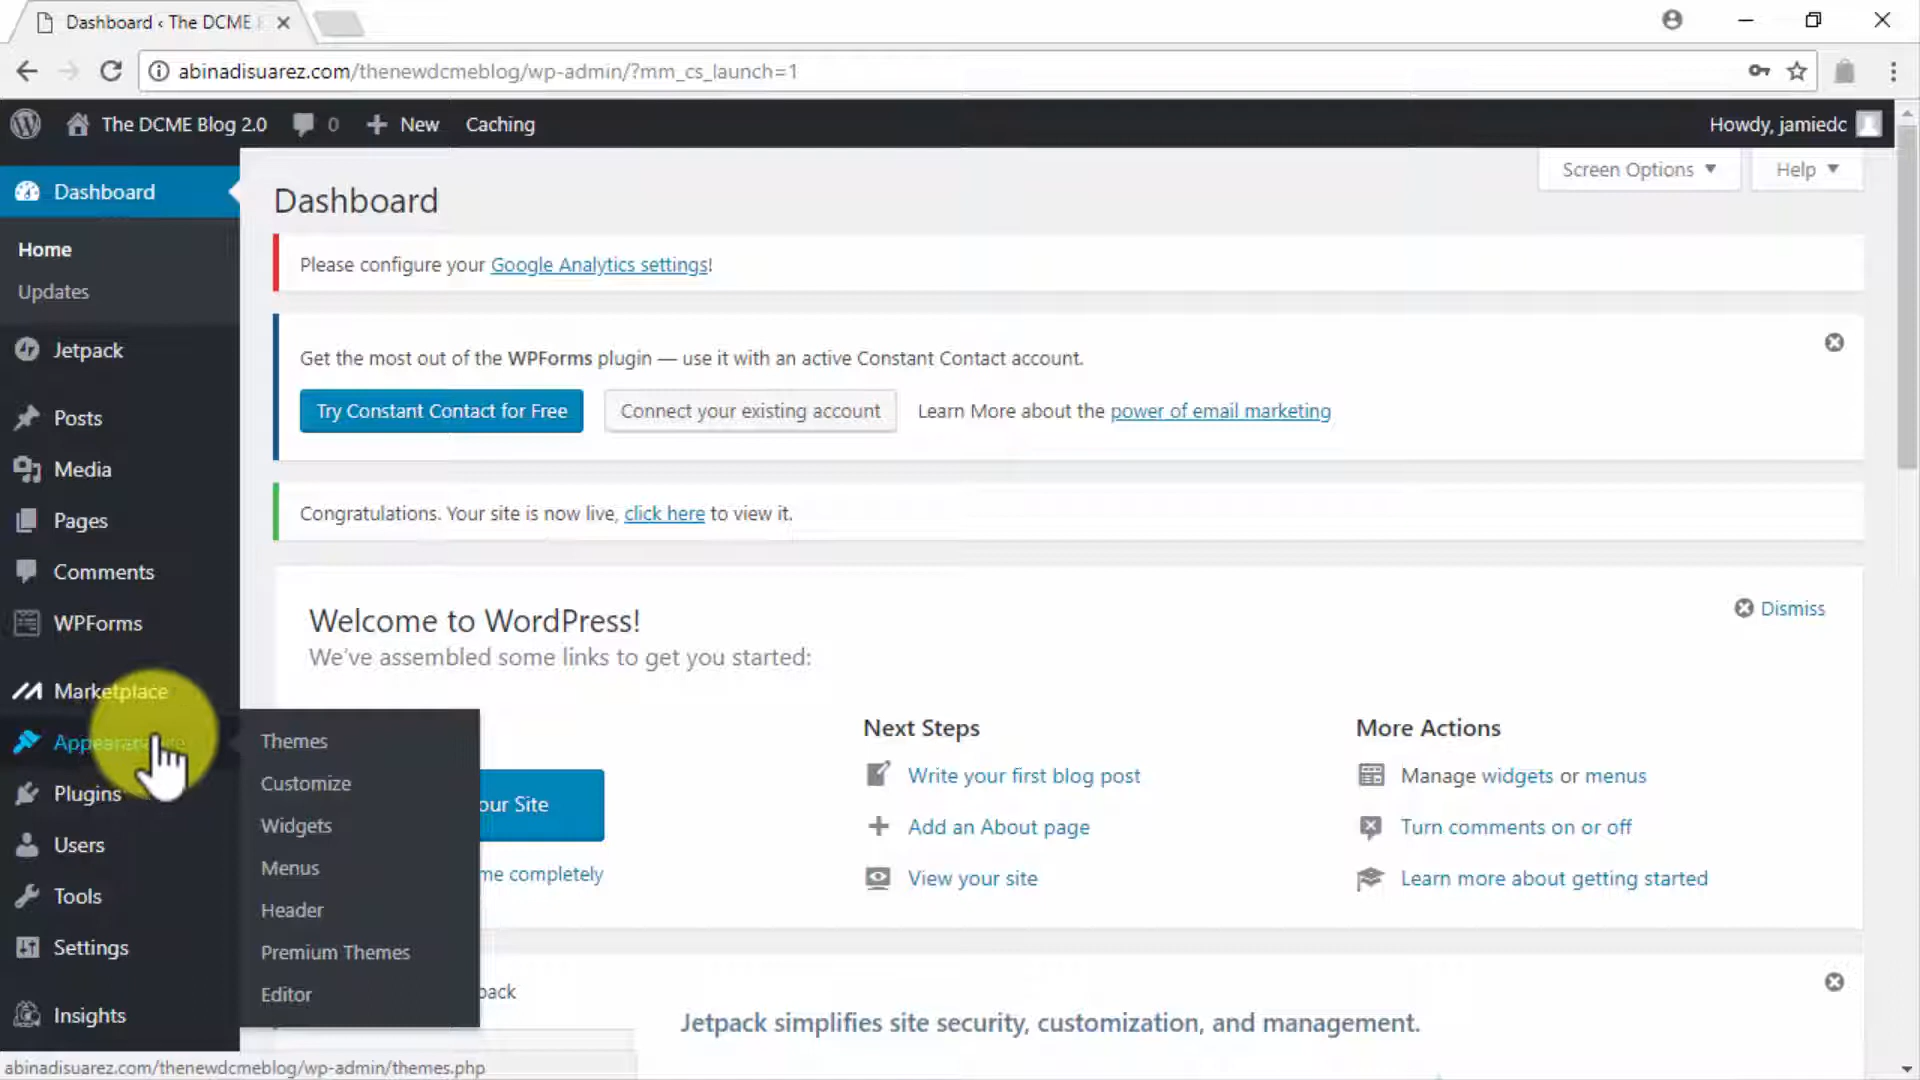 Dashboard ‹ The DCME
abinadisuarez.com/thenewdcmeblog/wp-admin/?mm_cs_launch=1
The DCME Blog 2.0
0
New
Caching
Howdy, jamiedc
Screen Options
Help
Dashboard
Home
Updates
Jetpack
Posts
Media
Pages
Comments
WPForms
Marketplace
Plugins
Users
Tools
Settings
Insights
Themes
Customize
Widgets
Menus
Header
Premium Themes
Editor
Dashboard
Please configure your Google Analytics settings!
Get the most out of the WPForms plugin — use it with an active Constant Contact account.
Try Constant Contact for Free
Connect your existing account
Learn More about the power of email marketing
Congratulations. Your site is now live, click here to view it.
Welcome to WordPress!
Dismiss
We've assembled some links to get you started:
our Site
me completely
Next Steps
Write your first blog post
Add an About page
View your site
More Actions
Manage widgets or menus
Turn comments on or off
Learn more about getting started
pack
Jetpack simplifies site security, customization, and management.
abinadisuarez.com/thenewdcmeblog/wp-admin/themes.php